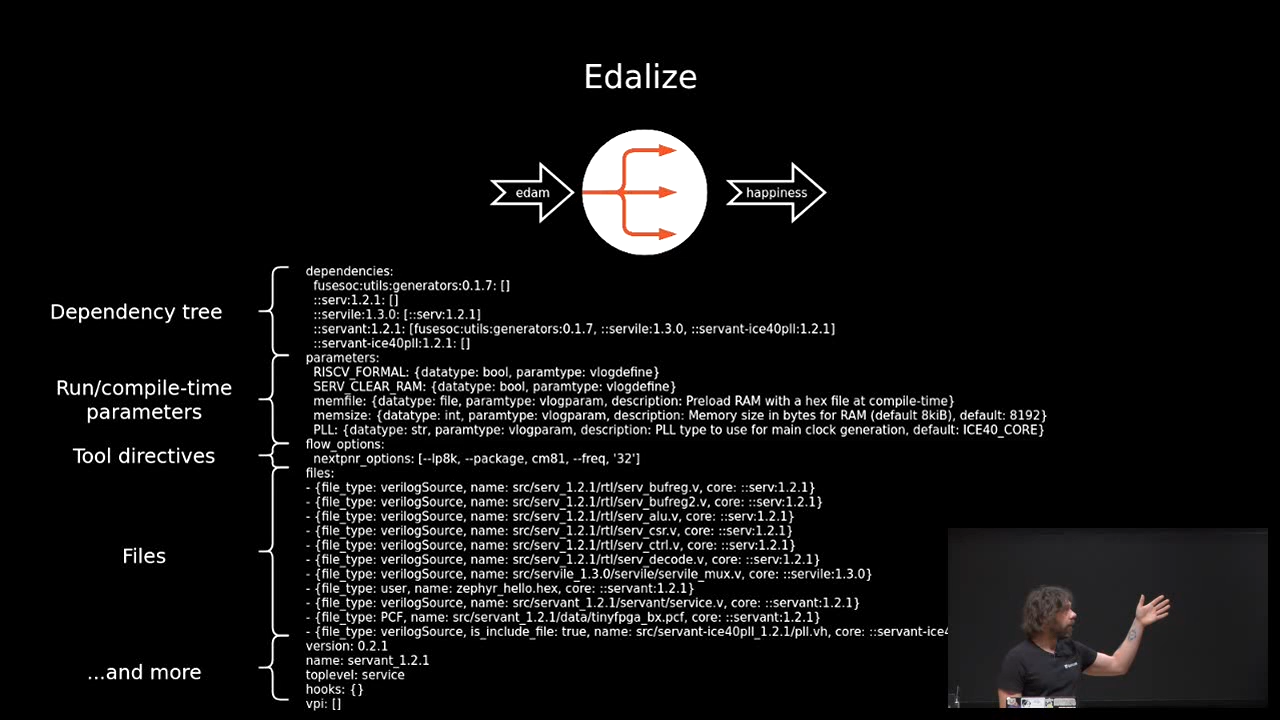 Edalize
edam
happiness
Dependency tree
dependencies:
fusesoc:utils:generators:0.1.7: []
::serv:1.2.1: []
::servile:1.3.0: [::serv:1.2.1]
::servant:1.2.1: [fusesoc:utils:generators:0.1.7, ::servile:1.3.0, ::servant-ice40pll:1.2.1]
::servant-ice40pll:1.2.1: []
Run/compile-time
parameters
parameters:
RISCV_FORMAL: {datatype: bool, paramtype: vlogdefine}
SERV_CLEAR_RAM: {datatype: bool, paramtype: vlogdefine}
memfile: {datatype: file, paramtype: vlogparam, description: Preload RAM with a hex file at compile-time}
memsize: {datatype: int, paramtype: vlogparam, description: Memory size in bytes for RAM (default 8kiB), default: 8192}
PLL: {datatype: str, paramtype: vlogparam, description: PLL type to use for main clock generation, default: ICE40_CORE}
Tool directives
flow_options:
nextpnr_options: [--lp8k, --package, cm81, --freq, '32']
Files
files:
- {file_type: verilogSource, name: src/serv_1.2.1/rtl/serv_bufreg.v, core: ::serv:1.2.1}
- {file_type: verilogSource, name: src/serv_1.2.1/rtl/serv_bufreg2.v, core: ::serv:1.2.1}
- {file_type: verilogSource, name: src/serv_1.2.1/rtl/serv_alu.v, core: ::serv:1.2.1}
- {file_type: verilogSource, name: src/serv_1.2.1/rtl/serv_csr.v, core: ::serv:1.2.1}
- {file_type: verilogSource, name: src/serv_1.2.1/rtl/serv_ctrl.v, core: ::serv:1.2.1}
- {file_type: verilogSource, name: src/serv_1.2.1/rtl/serv_decode.v, core: ::serv:1.2.1}
- {file_type: verilogSource, name: src/servile_1.3.0/servile/servile_mux.v, core: ::servile:1.3.0}
- {file_type: user, name: zephyr_hello.hex, core: ::servant:1.2.1}
- {file_type: verilogSource, name: src/servant_1.2.1/servant/service.v, core: ::servant:1.2.1}
- {file_type: PCF, name: src/servant_1.2.1/data/tinyfpga_bx.pcf, core: ::servant:1.2.1}
- {file_type: verilogSource, is_include_file: true, name: src/servant-ice40pll_1.2.1/pll.vh, core: ::servant-ice4
...and more
version: 0.2.1
name: servant_1.2.1
toplevel: service
hooks: {}
vpi: []